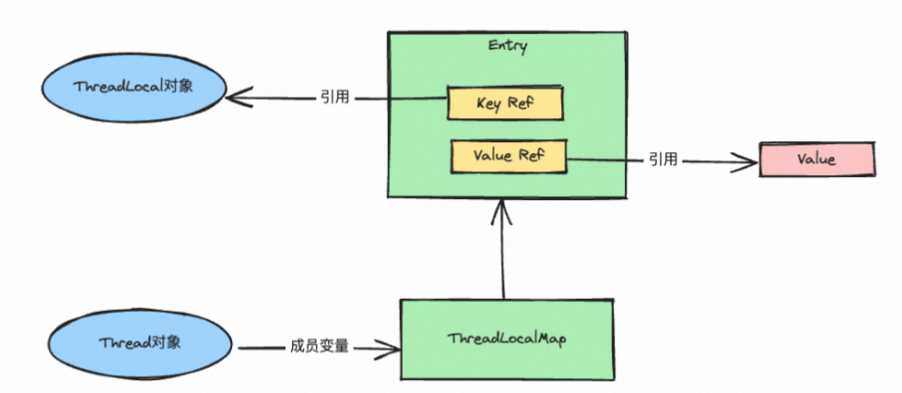 Entry
ThreadLocal对象
引用
Key Ref
Value Ref
引用
Value
Thread对象
成员变量
ThreadLocalMap